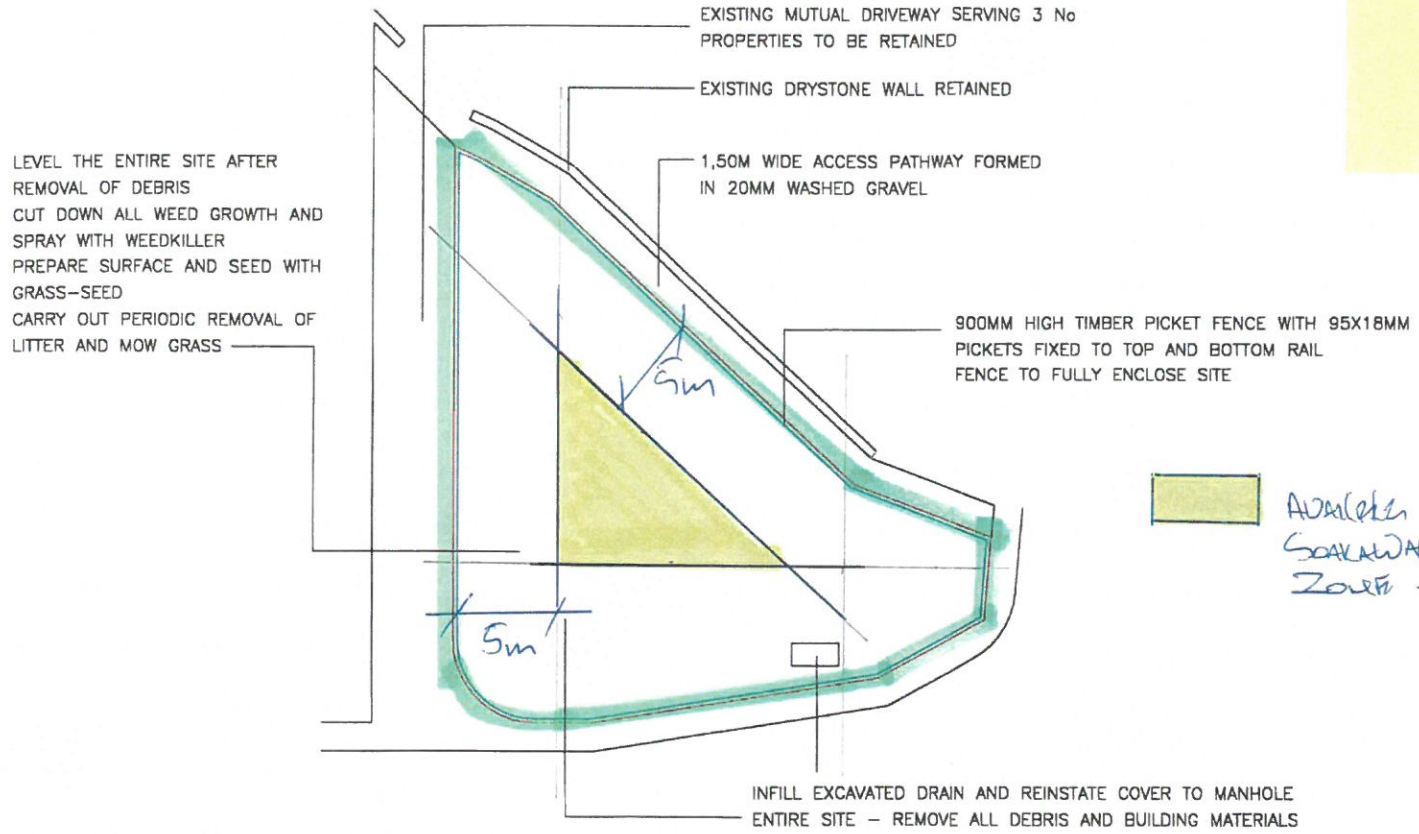 EXISTING MUTUAL DRIVEWAY SERVING 3 No
PROPERTIES TO BE RETAINED
EXISTING DRYSTONE WALL RETAINED
1,50M WIDE ACCESS PATHWAY FORMED
IN 20MM WASHED GRAVEL
LEVEL THE ENTIRE SITE AFTER
REMOVAL OF DEBRIS
CUT DOWN ALL WEED GROWTH AND
SPRAY WITH WEEDKILLER
PREPARE SURFACE AND SEED WITH
GRASS-SEED
CARRY OUT PERIODIC REMOVAL OF
LITTER AND MOW GRASS
900MM HIGH TIMBER PICKET FENCE WITH 95X18MM
PICKETS FIXED TO TOP AND BOTTOM RAIL
FENCE TO FULLY ENCLOSE SITE
5m
5m
ZONE
INFILL EXCAVATED DRAIN AND REINSTATE COVER TO MANHOLE
ENTIRE SITE – REMOVE ALL DEBRIS AND BUILDING MATERIALS